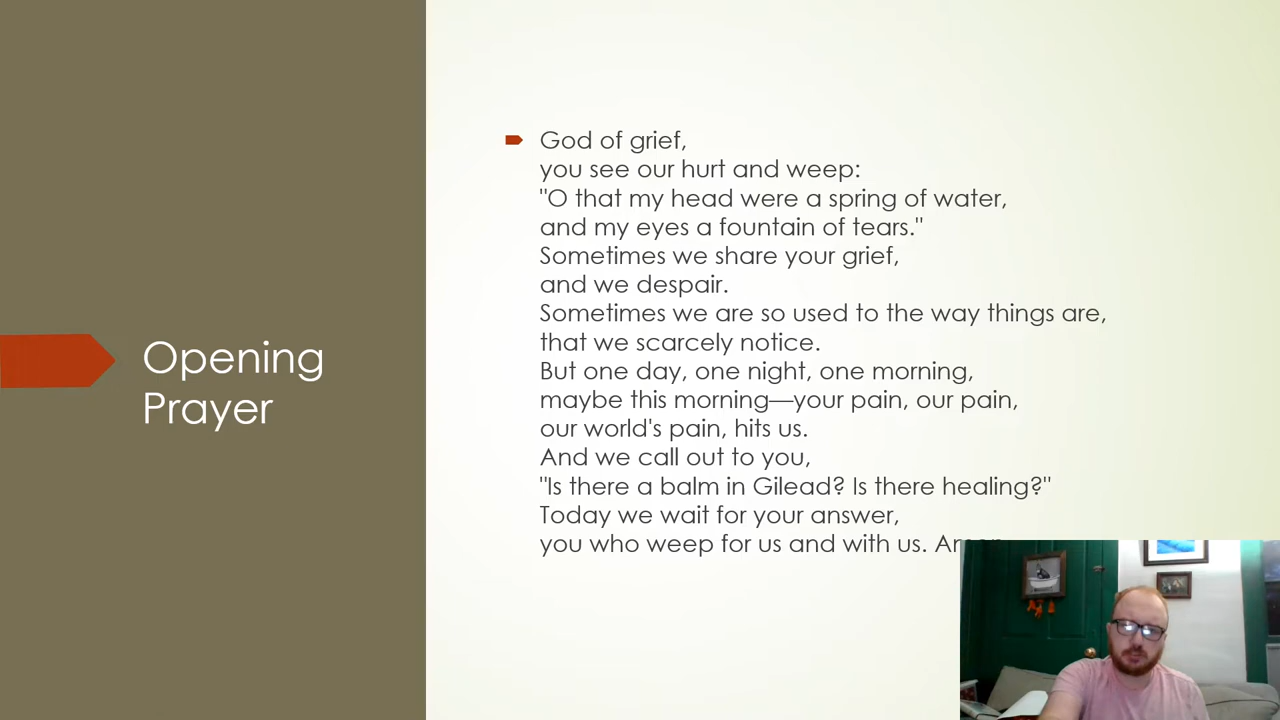 Opening
Prayer
God of grief,
you see our hurt and weep:
"O that my head were a spring of water,
and my eyes a fountain of tears."
Sometimes we share your grief,
and we despair.
Sometimes we are so used to the way things are,
that we scarcely notice.
But one day, one night, one morning,
maybe this morning—your pain, our pain,
our world's pain, hits us.
And we call out to you,
"Is there a balm in Gilead? Is there healing?"
Today we wait for your answer,
you who weep for us and with us.